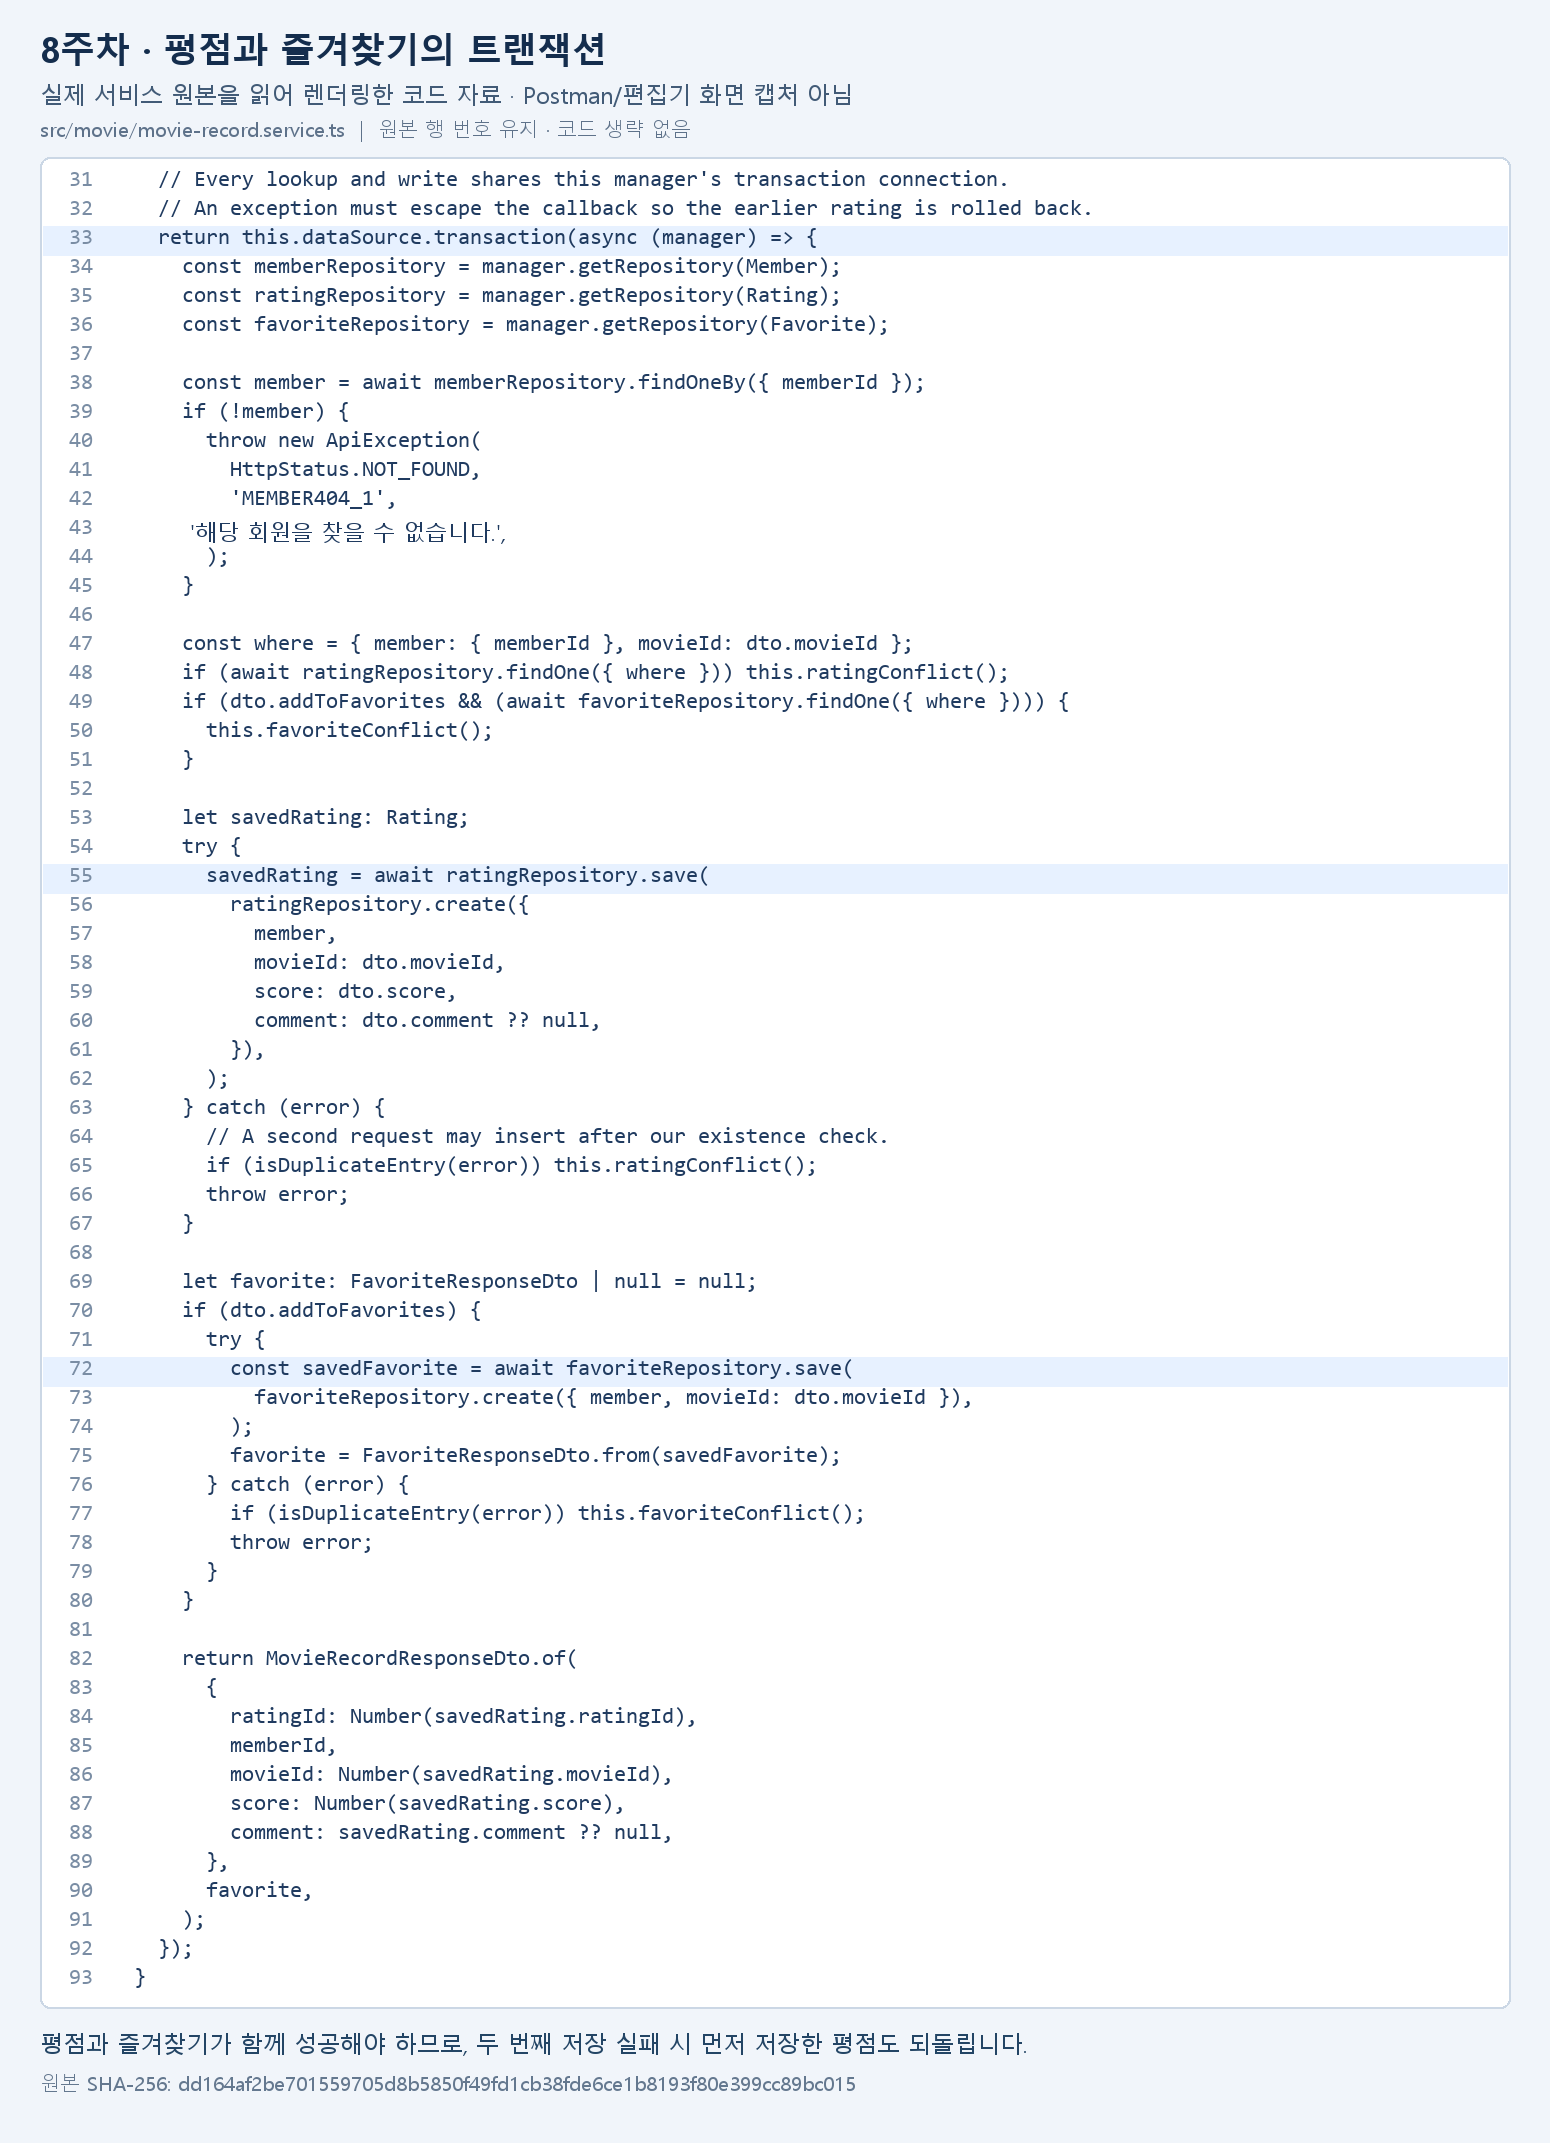 8주차 · 평점과 즐겨찾기의 트랜잭션
실제 서비스 원본을 읽어 렌더링한 코드 자료 · Postman/편집기 화면 캡처 아님
src/movie/movie-record.service.ts | 원본 행 번호 유지 · 코드 생략 없음
31 // Every lookup and write shares this manager's transaction connection.
32 // An exception must escape the callback so the earlier rating is rolled back.
33 return this.dataSource.transaction(async (manager) => {
34 const memberRepository = manager.getRepository(Member);
35 const ratingRepository = manager.getRepository(Rating);
36 const favoriteRepository = manager.getRepository(Favorite);
37
38 const member = await memberRepository.findOneBy({ memberId });
39 if (!member) {
40 throw new ApiException(
41 HttpStatus.NOT_FOUND,
42 'MEMBER404_1',
43 '해당 회원을 찾을 수 없습니다.',
44 );
45 }
46
47 const where = { member: { memberId }, movieId: dto.movieId };
48 if (await ratingRepository.findOne({ where })) this.ratingConflict();
49 if (dto.addToFavorites && (await favoriteRepository.findOne({ where }))) {
50 this.favoriteConflict();
51 }
52
53 let savedRating: Rating;
54 try {
55 savedRating = await ratingRepository.save(
56 ratingRepository.create({
57 member,
58 movieId: dto.movieId,
59 score: dto.score,
60 comment: dto.comment ?? null,
61 }),
62 );
63 } catch (error) {
64 // A second request may insert after our existence check.
65 if (isDuplicateEntry(error)) this.ratingConflict();
66 throw error;
67 }
68
69 let favorite: FavoriteResponseDto | null = null;
70 if (dto.addToFavorites) {
71 try {
72 const savedFavorite = await favoriteRepository.save(
73 favoriteRepository.create({ member, movieId: dto.movieId }),
74 );
75 favorite = FavoriteResponseDto.from(savedFavorite);
76 } catch (error) {
77 if (isDuplicateEntry(error)) this.favoriteConflict();
78 throw error;
79 }
80 }
81
82 return MovieRecordResponseDto.of(
83 {
84 ratingId: Number(savedRating.ratingId),
85 memberId,
86 movieId: Number(savedRating.movieId),
87 score: Number(savedRating.score),
88 comment: savedRating.comment ?? null,
89 },
90 favorite,
91 );
92 });
93 }
평점과 즐겨찾기가 함께 성공해야 하므로, 두 번째 저장 실패 시 먼저 저장한 평점도 되돌립니다.
원본 SHA-256: dd164af2be701559705d8b5850f49fd1cb38fde6ce1b8193f80e399cc89bc015